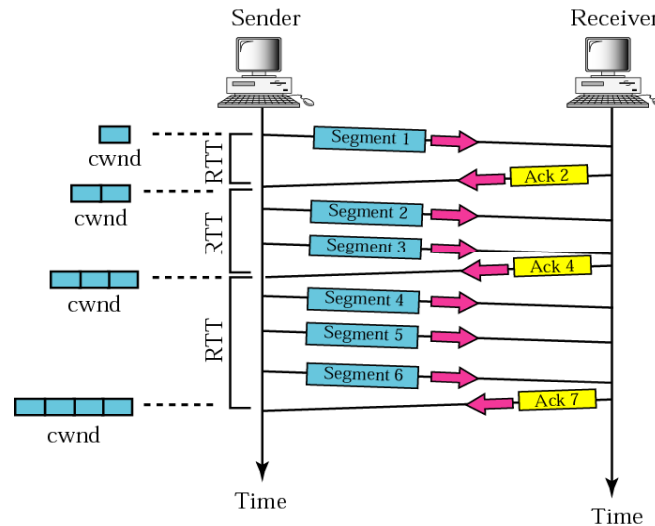 Sender
Receiver
cwnd
RTT
Segment 1
Ack 2
cwnd
RTT
Segment 2
Segment 3
Ack 4
cwnd
RTT
Segment 4
Segment 5
Segment 6
Ack 7
cwnd
Time
Time